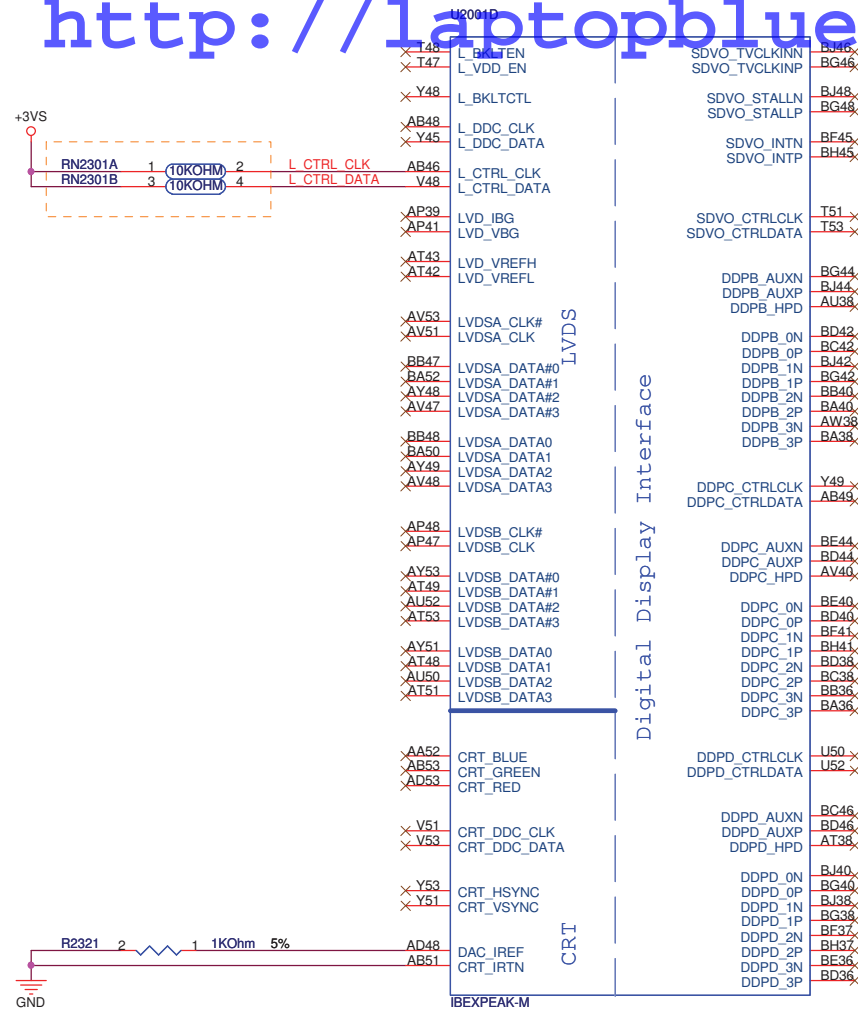 http://laptopblue
U2001D
T48 L_BKLTEN SDVO_TVCLKINN BJ46
T47 L_VDD_EN SDVO_TVCLKINP BG46
Y48 L_BKLTCTL SDVO_STALLN BJ48
SDVO_STALLP BG48
+3VS
AB48 L_DDC_CLK
Y45 L_DDC_DATA SDVO_INTN BF45
SDVO_INTP BH45
RN2301A 1 10KOHM 2 L_CTRL_CLK AB46 L_CTRL_CLK
RN2301B 3 10KOHM 4 L_CTRL_DATA V48 L_CTRL_DATA
AP39 LVD_IBG SDVO_CTRLCLK T51
AP41 LVD_VBG SDVO_CTRLDATA T53
AT43 LVD_VREFH
AT42 LVD_VREFL DDPB_AUXN BG44
DDPB_AUXP BJ44
DDPB_HPD AU38
LVDS
AV53 LVDSA_CLK#
AV51 LVDSA_CLK DDPB_0N BD42
DDPB_0P BC42
BB47 LVDSA_DATA#0 DDPB_1N BJ42
BA52 LVDSA_DATA#1 DDPB_1P BG42
AY48 LVDSA_DATA#2 DDPB_2N BB40
AV47 LVDSA_DATA#3 DDPB_2P BA40
DDPB_3N AW38
BB48 LVDSA_DATA0 DDPB_3P BA38
BA50 LVDSA_DATA1
AY49 LVDSA_DATA2
AV48 LVDSA_DATA3 DDPC_CTRLCLK Y49
DDPC_CTRLDATA AB49
Digital Display Interface
AP48 LVDSB_CLK#
AP47 LVDSB_CLK DDPC_AUXN BE44
DDPC_AUXP BD44
AY53 LVDSB_DATA#0 DDPC_HPD AV40
AT49 LVDSB_DATA#1
AU52 LVDSB_DATA#2 DDPC_0N BE40
AT53 LVDSB_DATA#3 DDPC_0P BD40
DDPC_1N BF41
AY51 LVDSB_DATA0 DDPC_1P BH41
AT48 LVDSB_DATA1 DDPC_2N BD38
AU50 LVDSB_DATA2 DDPC_2P BC38
AT51 LVDSB_DATA3 DDPC_3N BB36
DDPC_3P BA36
AA52 CRT_BLUE DDPD_CTRLCLK U50
AB53 CRT_GREEN DDPD_CTRLDATA U52
AD53 CRT_RED
DDPD_AUXN BC46
V51 CRT_DDC_CLK DDPD_AUXP BD46
V53 CRT_DDC_DATA DDPD_HPD AT38
DDPD_0N BJ40
Y53 CRT_HSYNC DDPD_0P BG40
Y51 CRT_VSYNC DDPD_1N BJ38
DDPD_1P BG38
CRT
DDPD_2N BF37
R2321 2 1 1KOhm 5% AD48 DAC_IREF DDPD_2P BH37
AB51 CRT_IRTN DDPD_3N BE36
DDPD_3P BD36
GND
IBEXPEAK-M